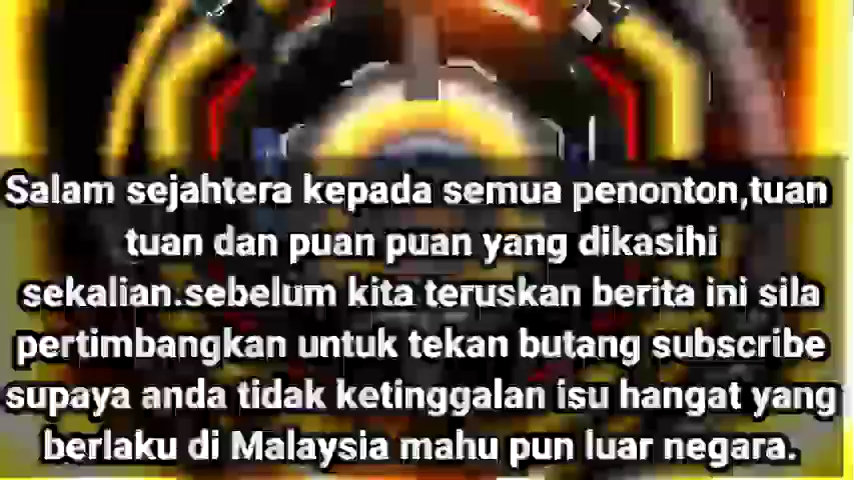 Salam sejahtera kepada semua penonton,tuan
tuan dan puan puan yang dikasihi
sekalian.sebelum kita teruskan berita ini sila
pertimbangkan untuk tekan butang subscribe
supaya anda tidak ketinggalan isu hangat yang
berlaku di Malaysia mahu pun luar negara.